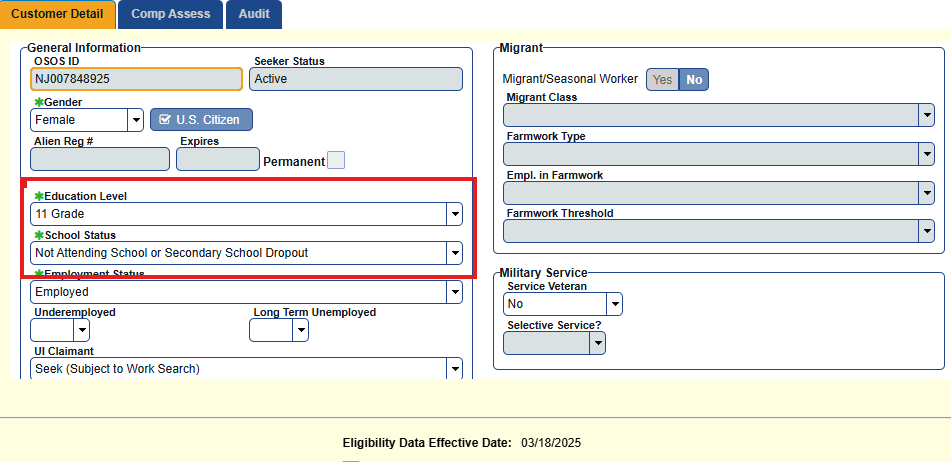 Customer Detail Comp Assess Audit
General Information
OSOS ID Seeker Status
NJ007848925 Active
*Gender
Female U.S. Citizen
Alien Reg # Expires
Permanent
*Education Level
11 Grade
*School Status
Not Attending School or Secondary School Dropout
*Employment Status
Employed
Underemployed Long Term Unemployed
UI Claimant
Seek (Subject to Work Search)
Migrant
Migrant/Seasonal Worker Yes No
Migrant Class
Farmwork Type
Empl. in Farmwork
Farmwork Threshold
Military Service
Service Veteran
No
Selective Service?
Eligibility Data Effective Date: 03/18/2025